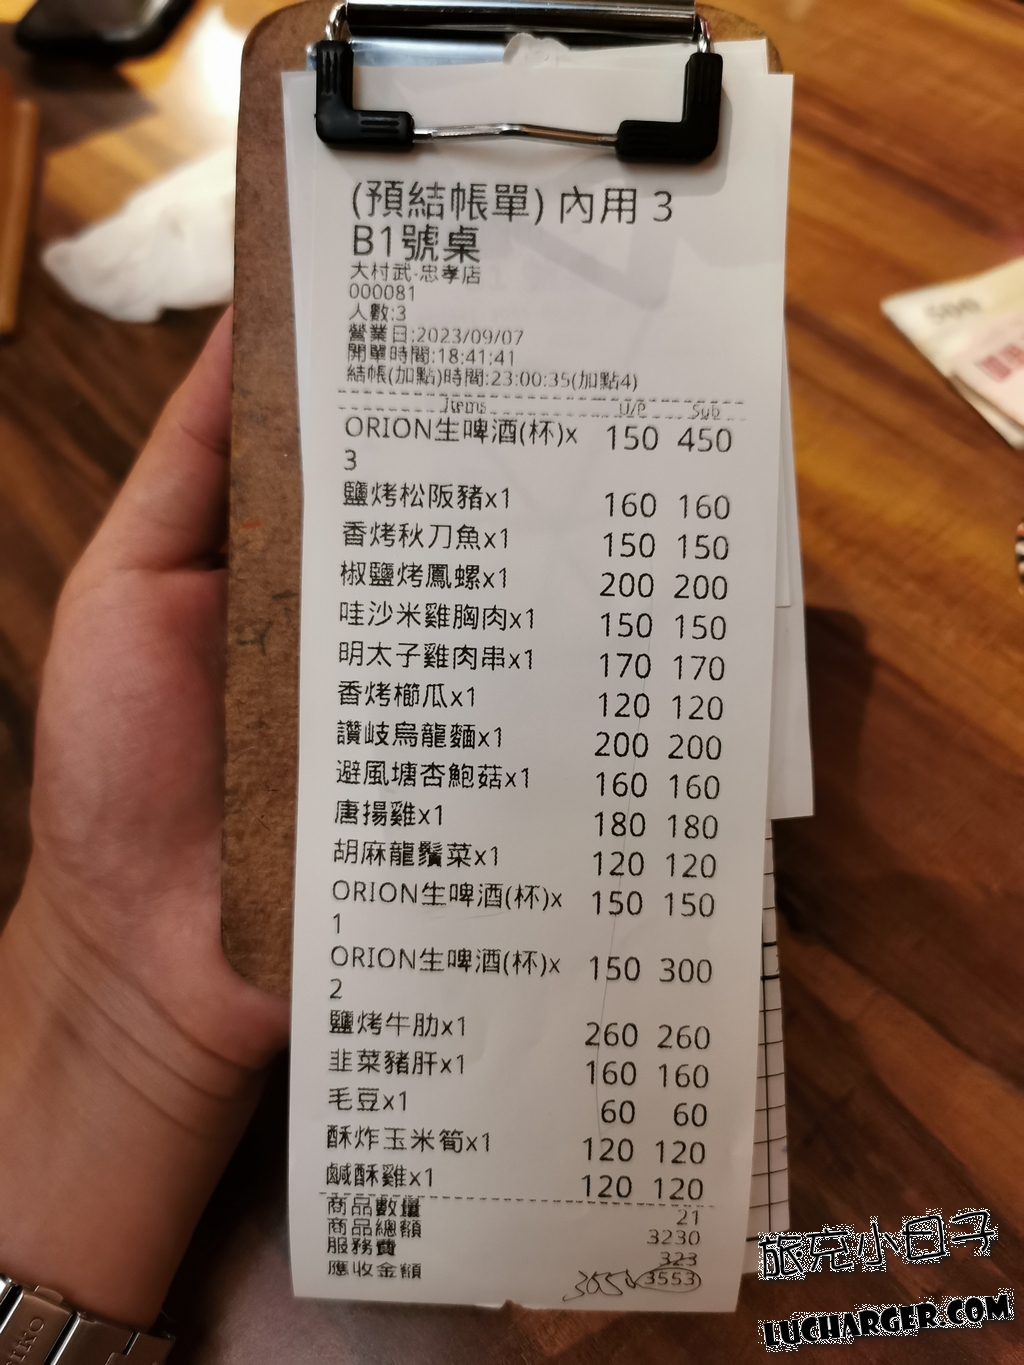 (預結帳單) 內用 3
B1號桌
大村武·忠孝店
000081
人數:3
營業日:2023/09/07
開單時間:18:41:41
結帳(加點)時間:23:00:35(加點4)
Items U/P Sub
ORION生啤酒(杯)x 150 450
3
鹽烤松阪豬x1 160 160
香烤秋刀魚x1 150 150
椒鹽烤鳳螺x1 200 200
哇沙米雞胸肉x1 150 150
明太子雞肉串x1 170 170
香烤櫛瓜x1 120 120
讚岐烏龍麵x1 200 200
避風塘杏鮑菇x1 160 160
唐揚雞x1 180 180
胡麻龍鬚菜x1 120 120
ORION生啤酒(杯)x 150 150
1
ORION生啤酒(杯)x 150 300
2
鹽烤牛肋x1 260 260
韭菜豬肝x1 160 160
毛豆x1 60 60
酥炸玉米筍x1 120 120
鹹酥雞x1 120 120
商品數量 21
商品總額 3230
服務費 323
應收金額 3553
500
旅充小日子
LUCHARGER.COM